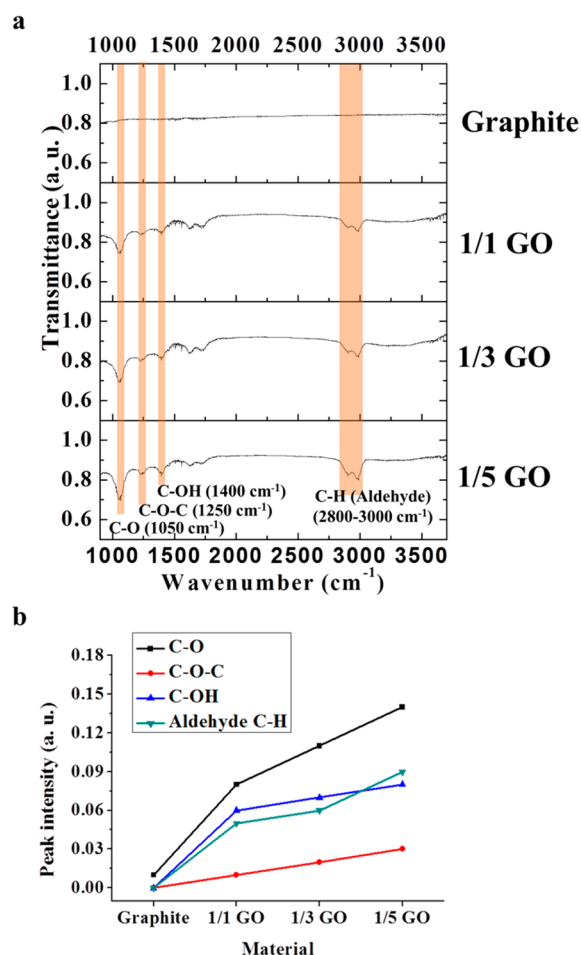 a
1000 1500 2000 2500 3000 3500
1.0
0.8
0.6
Graphite
1.0
0.8
0.6
1/1 GO
1.0
0.8
0.6
1/3 GO
1.0
0.8
0.6
1/5 GO
Transmittance (a. u.)
C-OH (1400 cm⁻¹)
C-O-C (1250 cm⁻¹)
C-O (1050 cm⁻¹)
C-H (Aldehyde)
(2800-3000 cm⁻¹)
1000 1500 2000 2500 3000 3500
Wavenumber (cm⁻¹)
b
C-O
C-O-C
C-OH
Aldehyde C-H
0.18
0.15
0.12
0.09
0.06
0.03
0.00
Peak intensity (a. u.)
Graphite 1/1 GO 1/3 GO 1/5 GO
Material